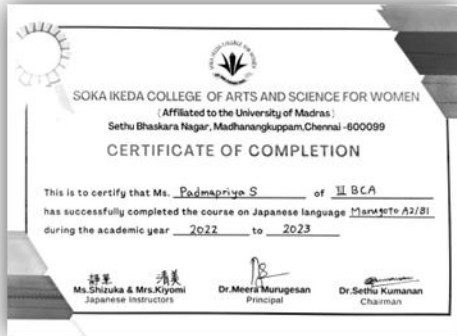 SOKA IKEDA COLLEGE OF ARTS AND SCIENCE FOR WOMEN
(Affiliated to the University of Madras)
Sethu Bhaskara Nagar, Madhanangkuppam,Chennai -600099
CERTIFICATE OF COMPLETION
This is to certify that Ms. Padmapriya S of III BCA
has successfully completed the course on Japanese language Marugoto A2/B1
during the academic year 2022 to 2023
清美
Ms.Shizuka & Mrs.Kiyomi Dr.Meera Murugesan Dr.Sethu Kumanan
Japanese Instructors Principal Chairman